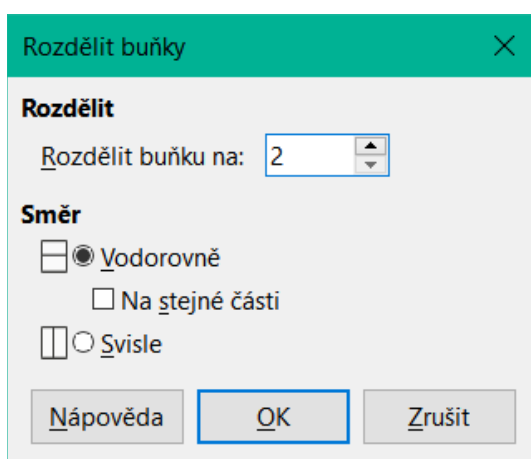 Rozdělit buňky
Rozdělit
Rozdělit buňku na: 2
Směr
Vodorovně
Na stejné části
Svisle
Nápověda OK Zrušit